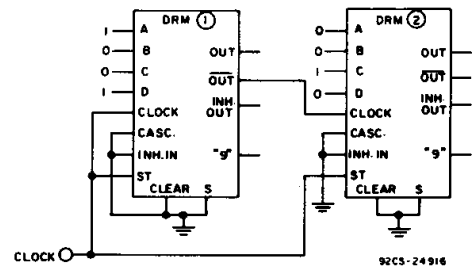 DRM 1
1 A
0 B
0 C
1 D
CLOCK
CASC.
INH. IN
ST
CLEAR S
OUT
OUT
INH. OUT
"9"
DRM 2
0 A
0 B
1 C
0 D
CLOCK
CASC.
INH. IN
ST
CLEAR S
OUT
OUT
INH OUT
"9"
CLOCK
92CS-24916